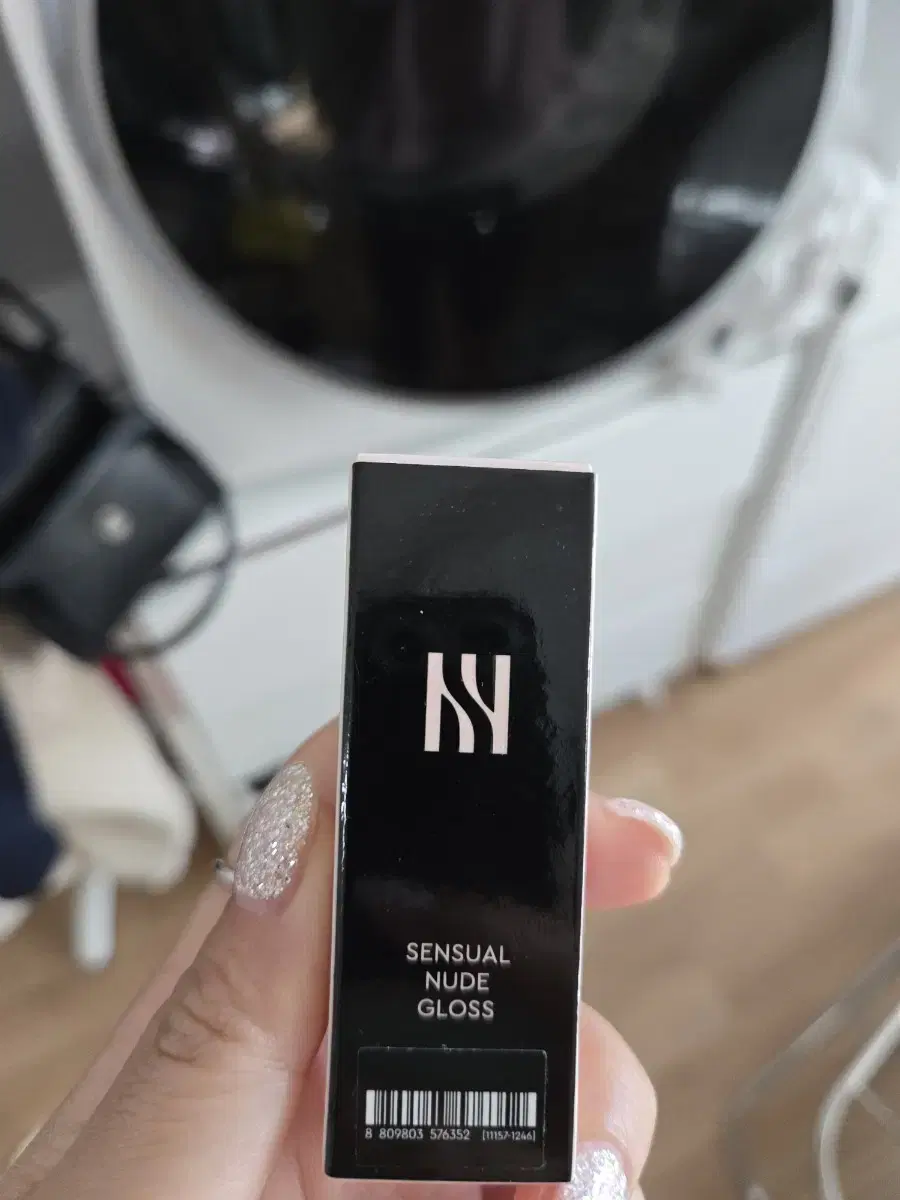 SENSUAL
NUDE
GLOSS
8 809803 576352 [11157-1246]